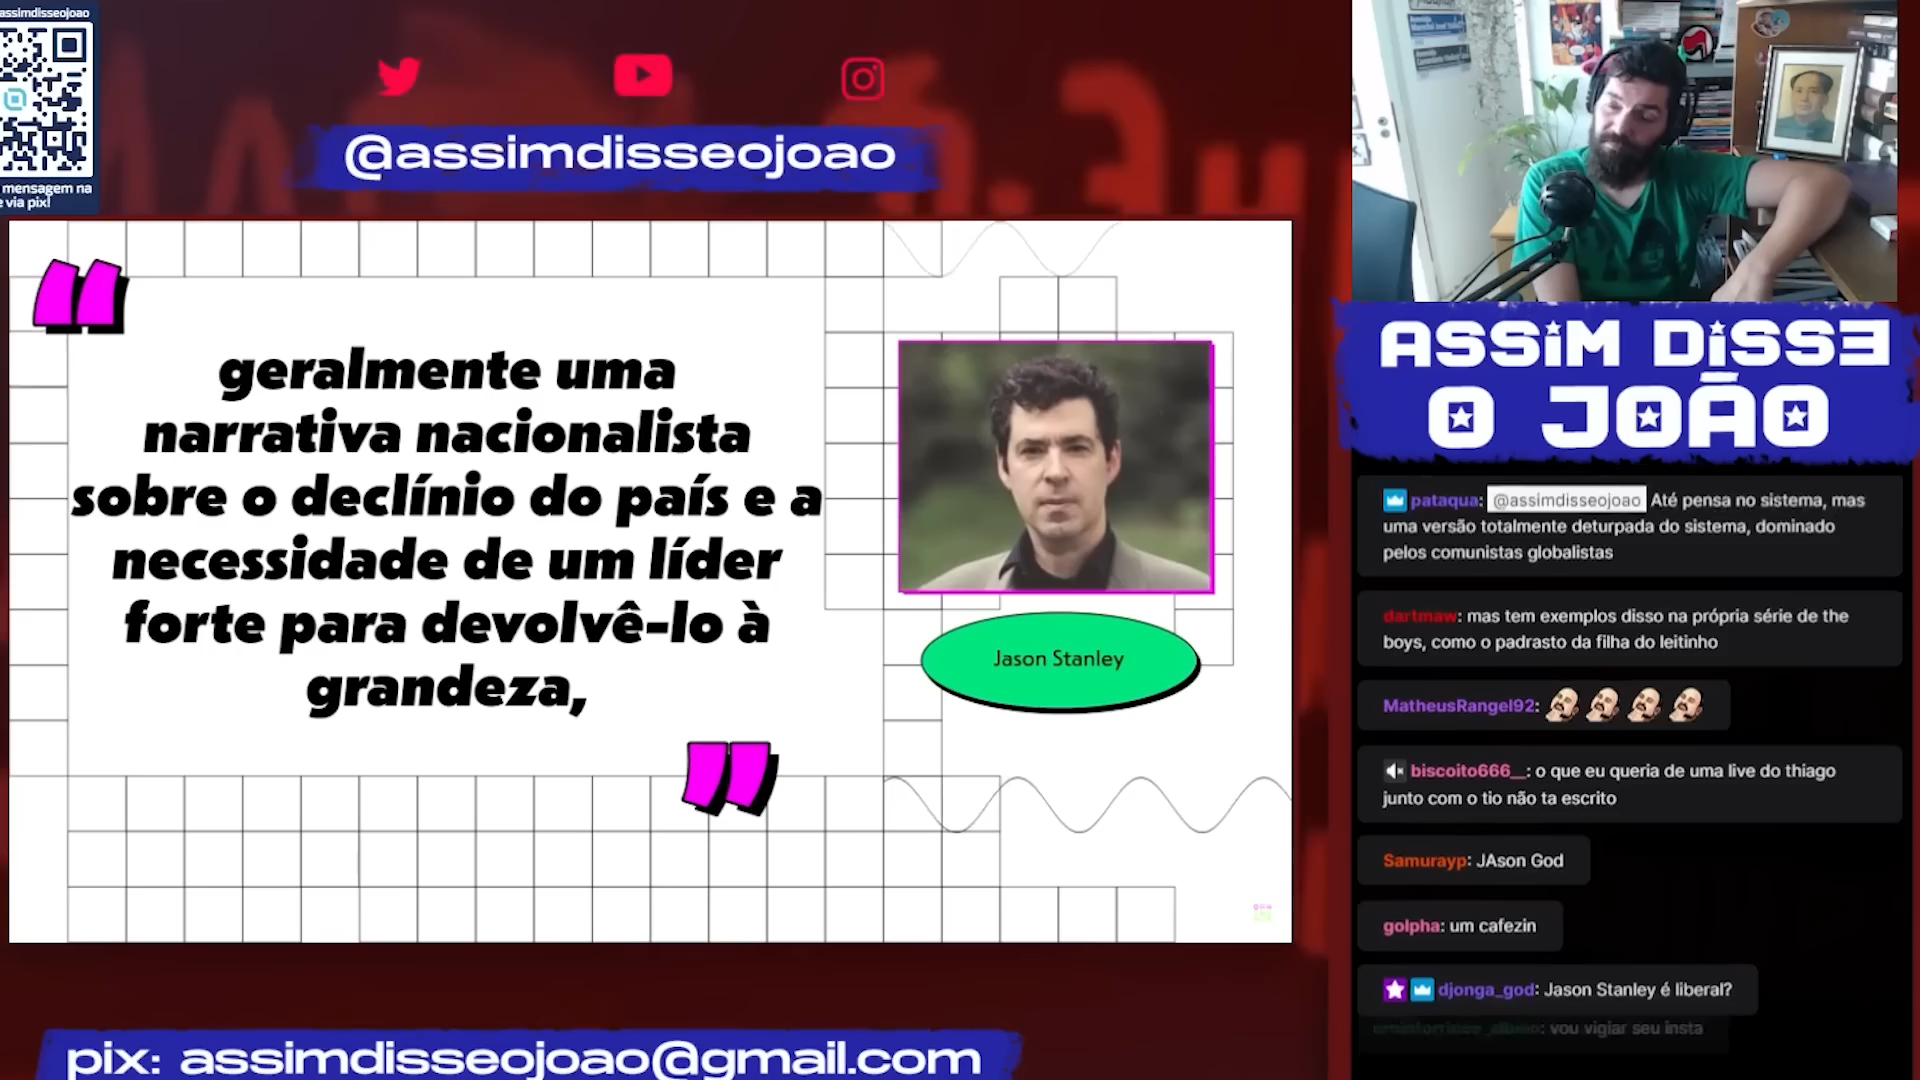 assimdisseojoao
mensagem na
e via pix!
@assimdisseojoao
geralmente uma
narrativa nacionalista
sobre o declínio do país e a
necessidade de um líder
forte para devolvê-lo à
grandeza,
Jason Stanley
ASSiM DiSSE
O JOÃO
pataqua: @assimdisseojoao Até pensa no sistema, mas
uma versão totalmente deturpada do sistema, dominado
pelos comunistas globalistas
dartmaw: mas tem exemplos disso na própria série de the
boys, como o padrasto da filha do leitinho
MatheusRangel92:
biscoito666__: o que eu queria de uma live do thiago
junto com o tio não ta escrito
Samurayp: JAson God
golpha: um cafezin
djonga_god: Jason Stanley é liberal?
vou vigiar seu insta
pix: assimdisseojoao@gmail.com